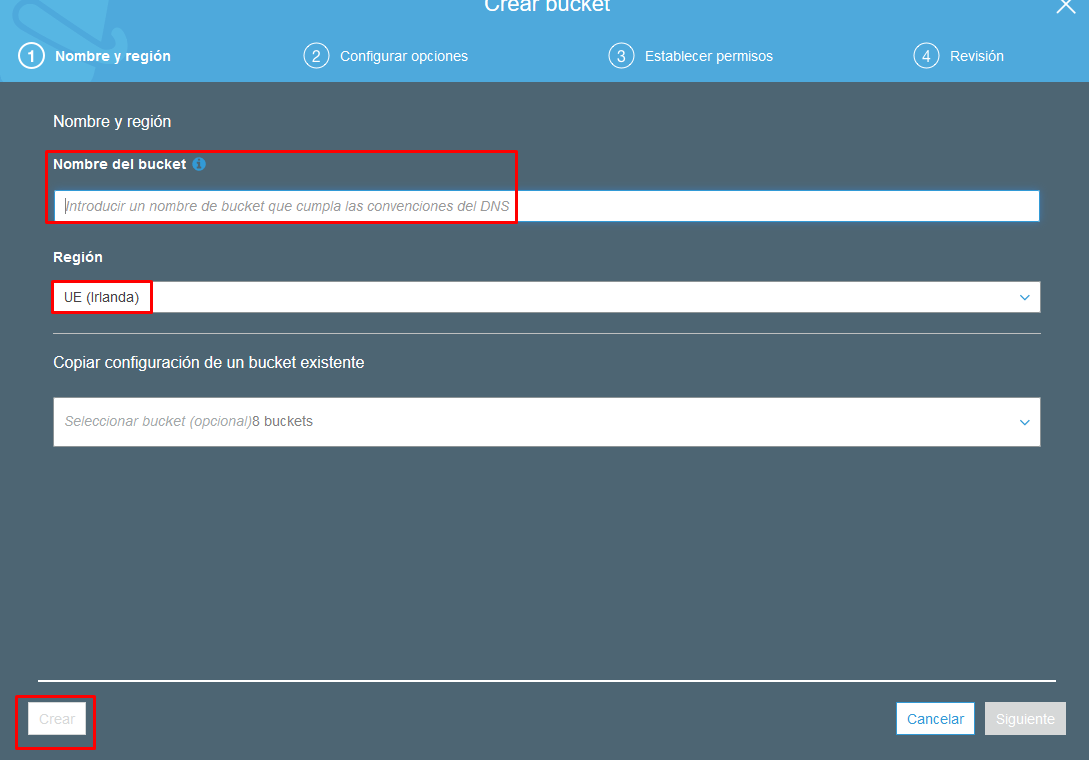 Crear bucket
1 Nombre y región
2 Configurar opciones
3 Establecer permisos
4 Revisión
Nombre y región
Nombre del bucket
Introducir un nombre de bucket que cumpla las convenciones del DNS
Región
UE (Irlanda)
Copiar configuración de un bucket existente
Seleccionar bucket (opcional)8 buckets
Crear
Cancelar
Siguiente